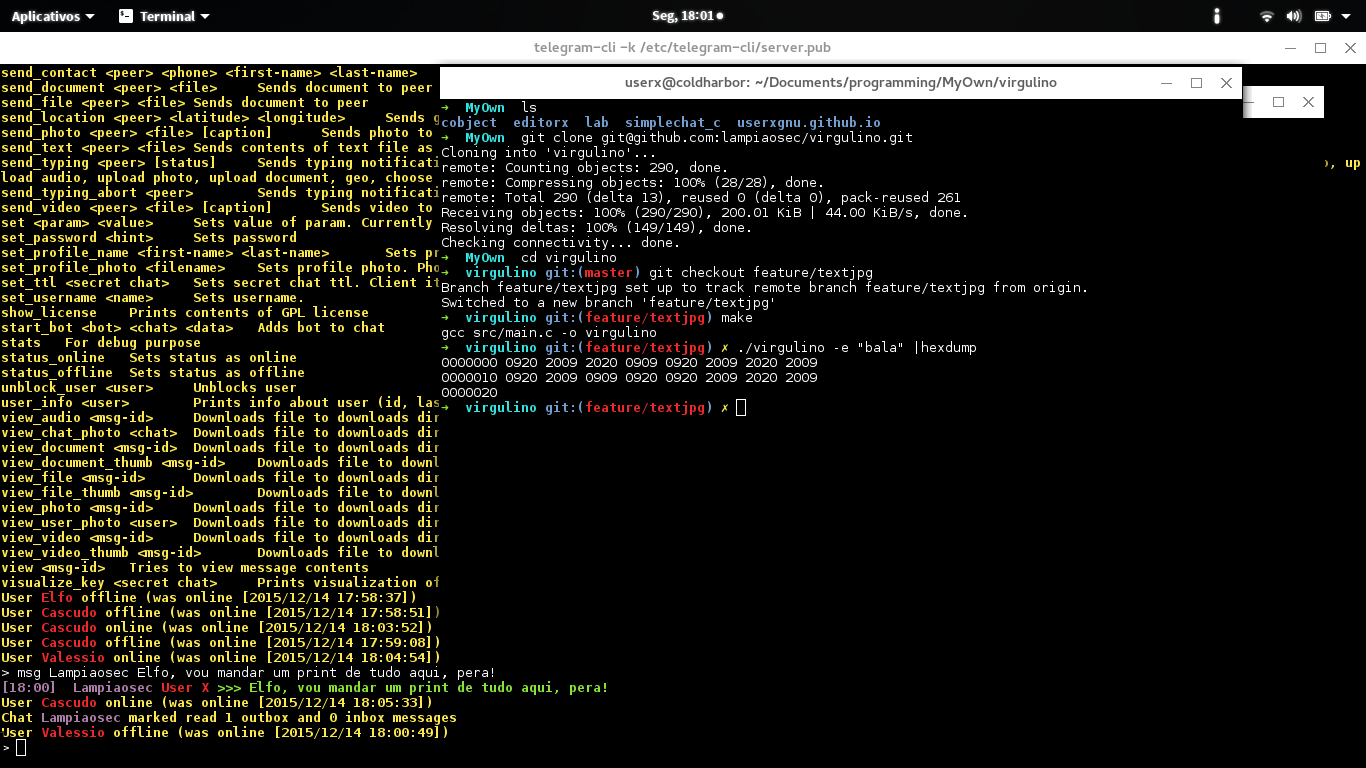 Aplicativos
Terminal
Seg, 18:01
telegram-cli -k /etc/telegram-cli/server.pub
send_contact <peer> <phone> <first-name> <last-name>
send_document <peer> <file> Sends document to peer
send_file <peer> <file> Sends document to peer
send_location <peer> <latitude> <longitude> Sends g
send_photo <peer> <file> [caption] Sends photo to
send_text <peer> <file> Sends contents of text file as
send_typing <peer> [status] Sends typing notificati
, up
load audio, upload photo, upload document, geo, choose
send_typing_abort <peer> Sends typing notificati
send_video <peer> <file> [caption] Sends video to
set <param> <value> Sets value of param. Currently
set_password <hint> Sets password
set_profile_name <first-name> <last-name> Sets pr
set_profile_photo <filename> Sets profile photo. Pho
set_ttl <secret chat> Sets secret chat ttl. Client it
set_username <name> Sets username.
show_license Prints contents of GPL license
start_bot <bot> <chat> <data> Adds bot to chat
stats For debug purpose
status_online Sets status as online
status_offline Sets status as offline
unblock_user <user> Unblocks user
user_info <user> Prints info about user (id, las
view_audio <msg-id> Downloads file to downloads dir
view_chat_photo <chat> Downloads file to downloads dir
view_document <msg-id> Downloads file to downloads dir
view_document_thumb <msg-id> Downloads file to downl
view_file <msg-id> Downloads file to downloads dir
view_file_thumb <msg-id> Downloads file to downl
view_photo <msg-id> Downloads file to downloads dir
view_user_photo <user> Downloads file to downloads dir
view_video <msg-id> Downloads file to downloads dir
view_video_thumb <msg-id> Downloads file to downl
view <msg-id> Tries to view message contents
visualize_key <secret chat> Prints visualization of
User Elfo offline (was online [2015/12/14 17:58:37])
User Cascudo offline (was online [2015/12/14 17:58:51])
User Cascudo online (was online [2015/12/14 18:03:52])
User Cascudo offline (was online [2015/12/14 17:59:08])
User Valessio online (was online [2015/12/14 18:04:54])
> msg Lampiaosec Elfo, vou mandar um print de tudo aqui, pera!
[18:00] Lampiaosec User X >>> Elfo, vou mandar um print de tudo aqui, pera!
User Cascudo online (was online [2015/12/14 18:05:33])
Chat Lampiaosec marked read 1 outbox and 0 inbox messages
User Valessio offline (was online [2015/12/14 18:00:49])
>
userx@coldharbor: ~/Documents/programming/MyOwn/virgulino
➜ MyOwn ls
cobject editorx lab simplechat_c userxgnu.github.io
➜ MyOwn git clone git@github.com:lampiaosec/virgulino.git
Cloning into 'virgulino'...
remote: Counting objects: 290, done.
remote: Compressing objects: 100% (28/28), done.
remote: Total 290 (delta 13), reused 0 (delta 0), pack-reused 261
Receiving objects: 100% (290/290), 200.01 KiB | 44.00 KiB/s, done.
Resolving deltas: 100% (149/149), done.
Checking connectivity... done.
➜ MyOwn cd virgulino
➜ virgulino git:(master) git checkout feature/textjpg
Branch feature/textjpg set up to track remote branch feature/textjpg from origin.
Switched to a new branch 'feature/textjpg'
➜ virgulino git:(feature/textjpg) make
gcc src/main.c -o virgulino
➜ virgulino git:(feature/textjpg) ✗ ./virgulino -e "bala" |hexdump
0000000 0920 2009 2020 0909 0920 2009 2020 2009
0000010 0920 2009 0909 0920 0920 2009 2020 2009
0000020
➜ virgulino git:(feature/textjpg) ✗